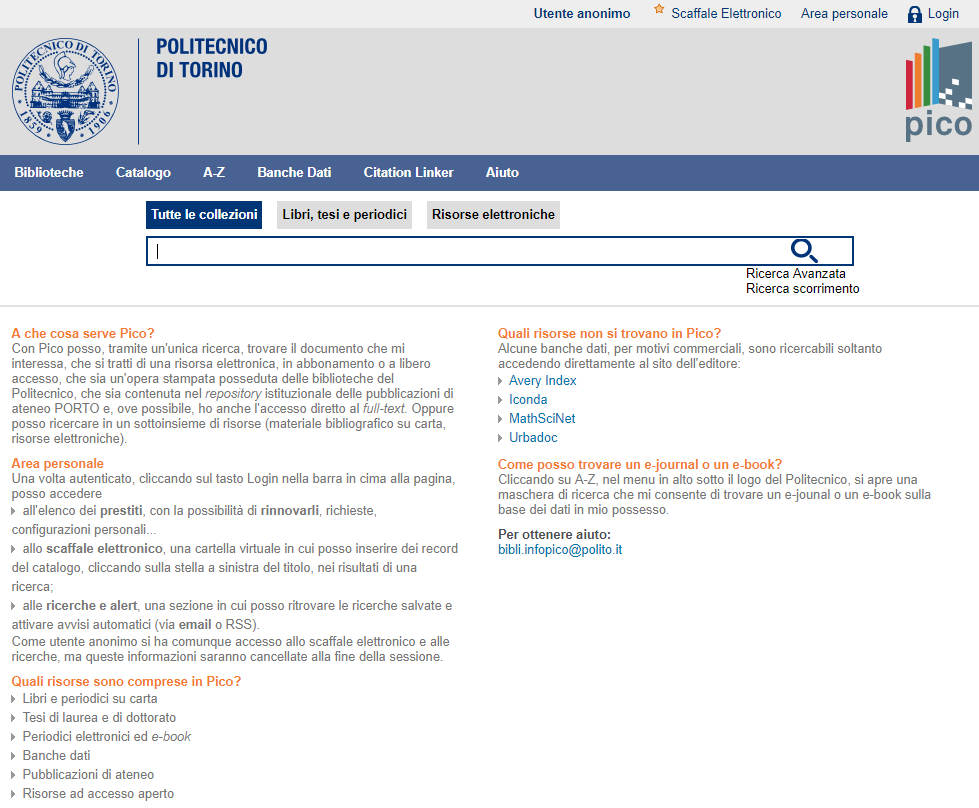 Utente anonimo Scaffale Elettronico Area personale Login
POLITECNICO DI TORINO
1859
1906
POLITECNICO
DI TORINO
pico
Biblioteche Catalogo A-Z Banche Dati Citation Linker Aiuto
Tutte le collezioni Libri, tesi e periodici Risorse elettroniche
Ricerca Avanzata
Ricerca scorrimento
A che cosa serve Pico?
Con Pico posso, tramite un'unica ricerca, trovare il documento che mi
interessa, che si tratti di una risorsa elettronica, in abbonamento o a libero
accesso, che sia un'opera stampata posseduta delle biblioteche del
Politecnico, che sia contenuta nel repository istituzionale delle pubblicazioni di
ateneo PORTO e, ove possibile, ho anche l'accesso diretto al full-text. Oppure
posso ricercare in un sottoinsieme di risorse (materiale bibliografico su carta,
risorse elettroniche).
Area personale
Una volta autenticato, cliccando sul tasto Login nella barra in cima alla pagina,
posso accedere
all'elenco dei prestiti, con la possibilità di rinnovarli, richieste,
configurazioni personali...
allo scaffale elettronico, una cartella virtuale in cui posso inserire dei record
del catalogo, cliccando sulla stella a sinistra del titolo, nei risultati di una
ricerca;
alle ricerche e alert, una sezione in cui posso ritrovare le ricerche salvate e
attivare avvisi automatici (via email o RSS).
Come utente anonimo si ha comunque accesso allo scaffale elettronico e alle
ricerche, ma queste informazioni saranno cancellate alla fine della sessione.
Quali risorse sono comprese in Pico?
Libri e periodici su carta
Tesi di laurea e di dottorato
Periodici elettronici ed e-book
Banche dati
Pubblicazioni di ateneo
Risorse ad accesso aperto
Quali risorse non si trovano in Pico?
Alcune banche dati, per motivi commerciali, sono ricercabili soltanto
accedendo direttamente al sito dell'editore:
Avery Index
Iconda
MathSciNet
Urbadoc
Come posso trovare un e-journal o un e-book?
Cliccando su A-Z, nel menu in alto sotto il logo del Politecnico, si apre una
maschera di ricerca che mi consente di trovare un e-jounal o un e-book sulla
base dei dati in mio possesso.
Per ottenere aiuto:
bibli.infopico@polito.it